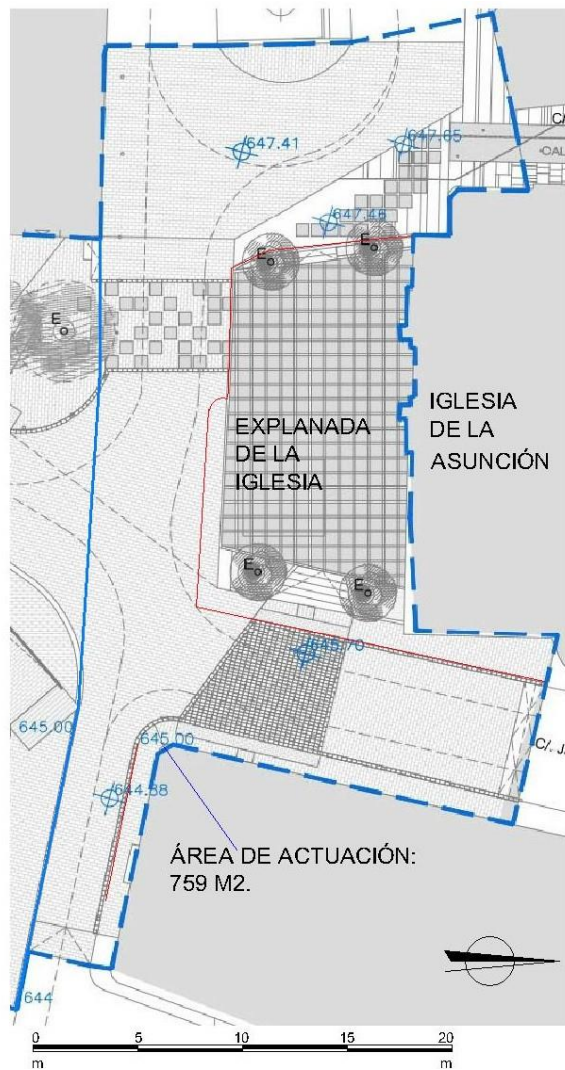 647.41
647.65
C/.
CAL
647.46
E
E
E
EXPLANADA
DE LA
IGLESIA
IGLESIA
DE LA
ASUNCIÓN
E
E
645.70
645.00
645.00
C/. J
644.88
ÁREA DE ACTUACIÓN:
759 M2.
644
0 5 10 15 20
m m